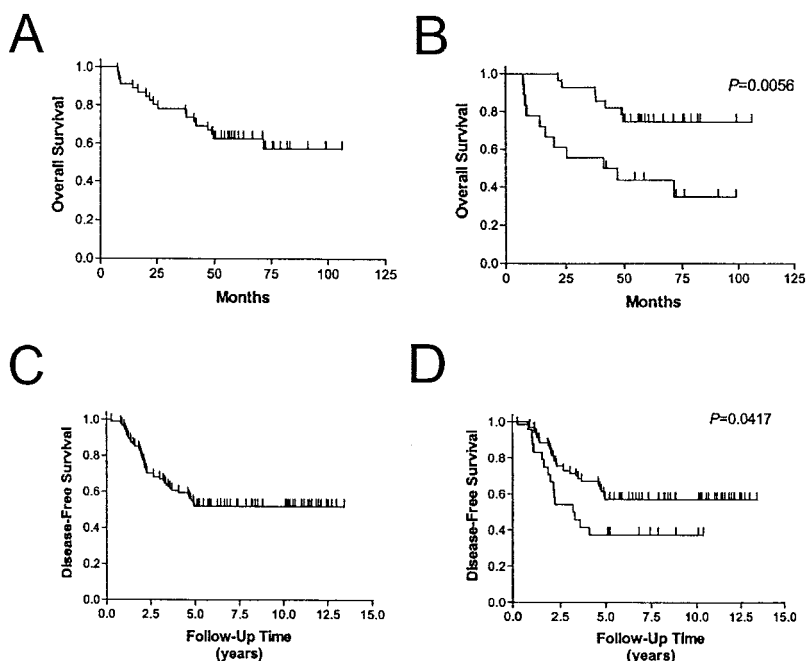 A
Overall Survival
1.0
0.8
0.6
0.4
0.2
0.0
0 25 50 75 100 125
Months
B
P=0.0056
Overall Survival
1.0
0.8
0.6
0.4
0.2
0.0
0 25 50 75 100 125
Months
C
Disease-Free Survival
1.0
0.8
0.6
0.4
0.2
0.0
0.0 2.5 5.0 7.5 10.0 12.5 15.0
Follow-Up Time
(years)
D
P=0.0417
Disease-Free Survival
1.0
0.8
0.6
0.4
0.2
0.0
0.0 2.5 5.0 7.5 10.0 12.5 15.0
Follow-Up Time
(years)